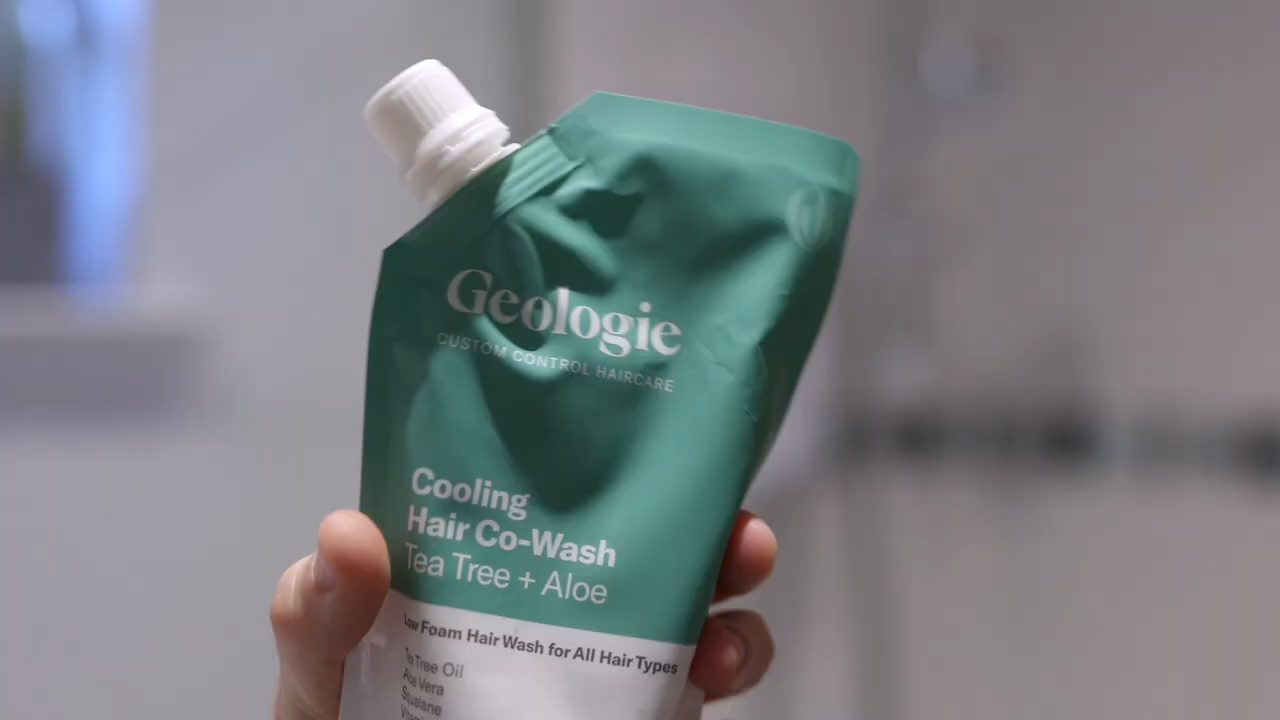 Geologie
CUSTOM CONTROL HAIRCARE
Cooling
Hair Co-Wash
Tea Tree + Aloe
Low Foam Hair Wash for All Hair Types
Tea Tree Oil
Aloe Vera
Squalane